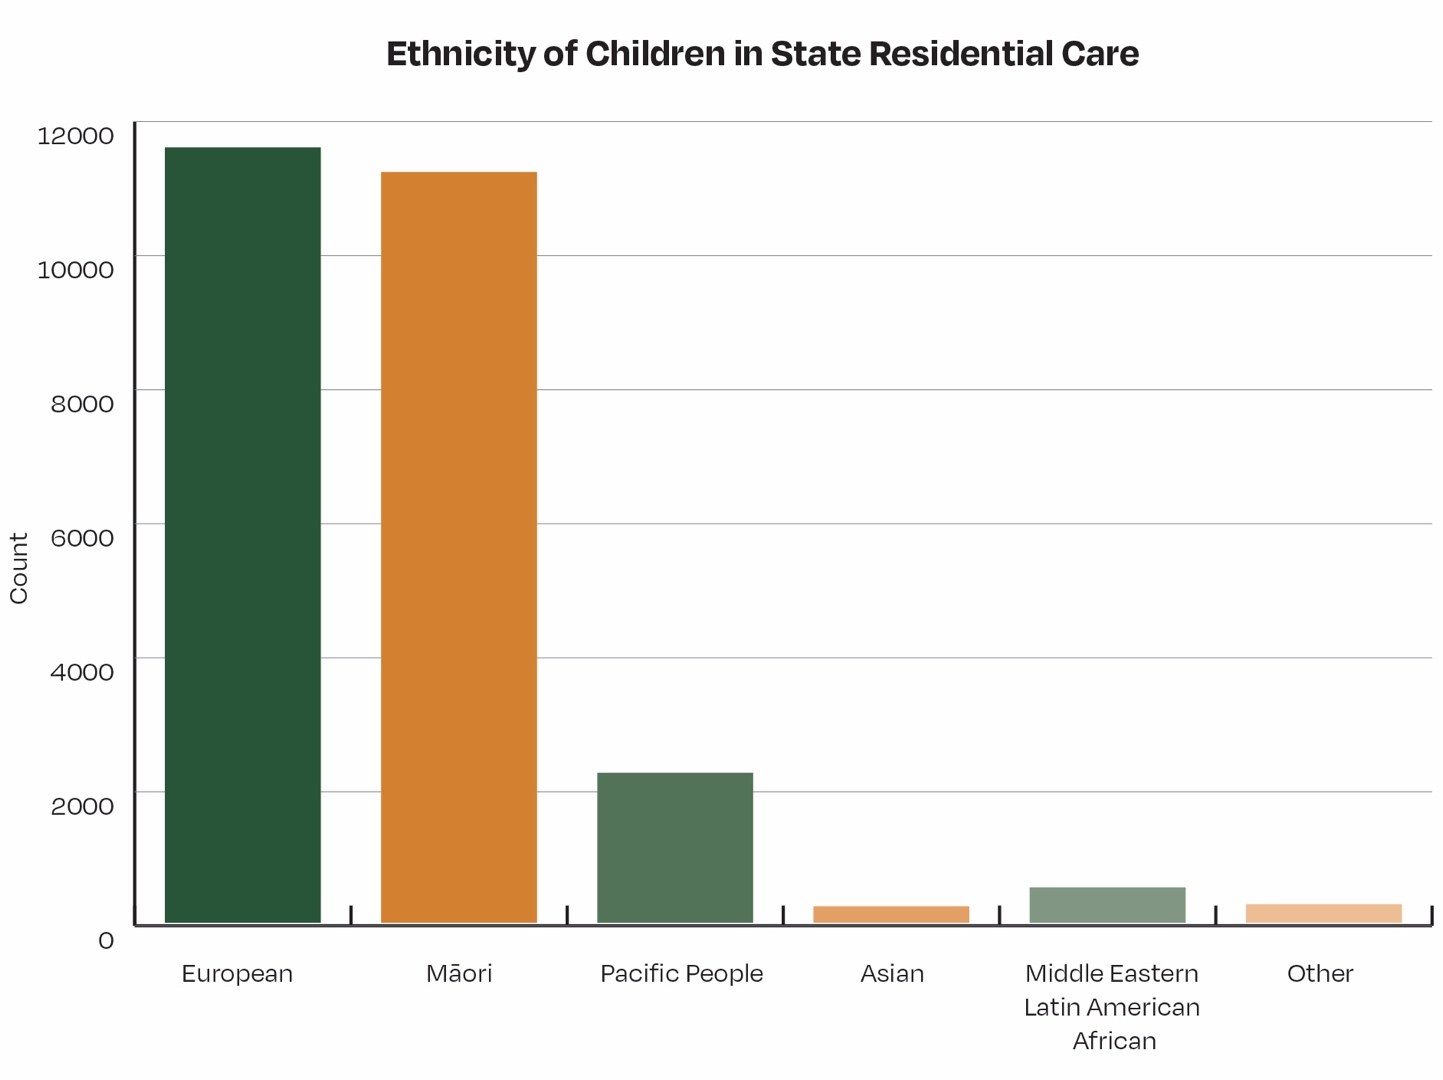 Ethnicity of Children in State Residential Care
12000
10000
8000
6000
4000
2000
0
Count
European
Māori
Pacific People
Asian
Middle Eastern
Latin American
African
Other